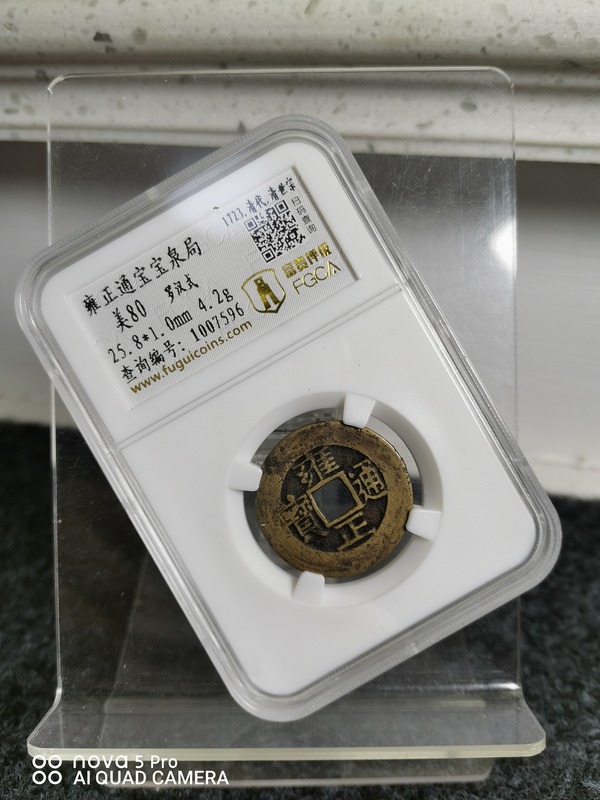 1723.清代.清世宗
雍正通宝宝泉局
扫码查询
美80 罗汉式
25.8*1.0mm 4.2g
富贵评级
FGCA
查询编号: 1007596
www.fuguicoins.com
雍正通寶
nova 5 Pro
AI QUAD CAMERA